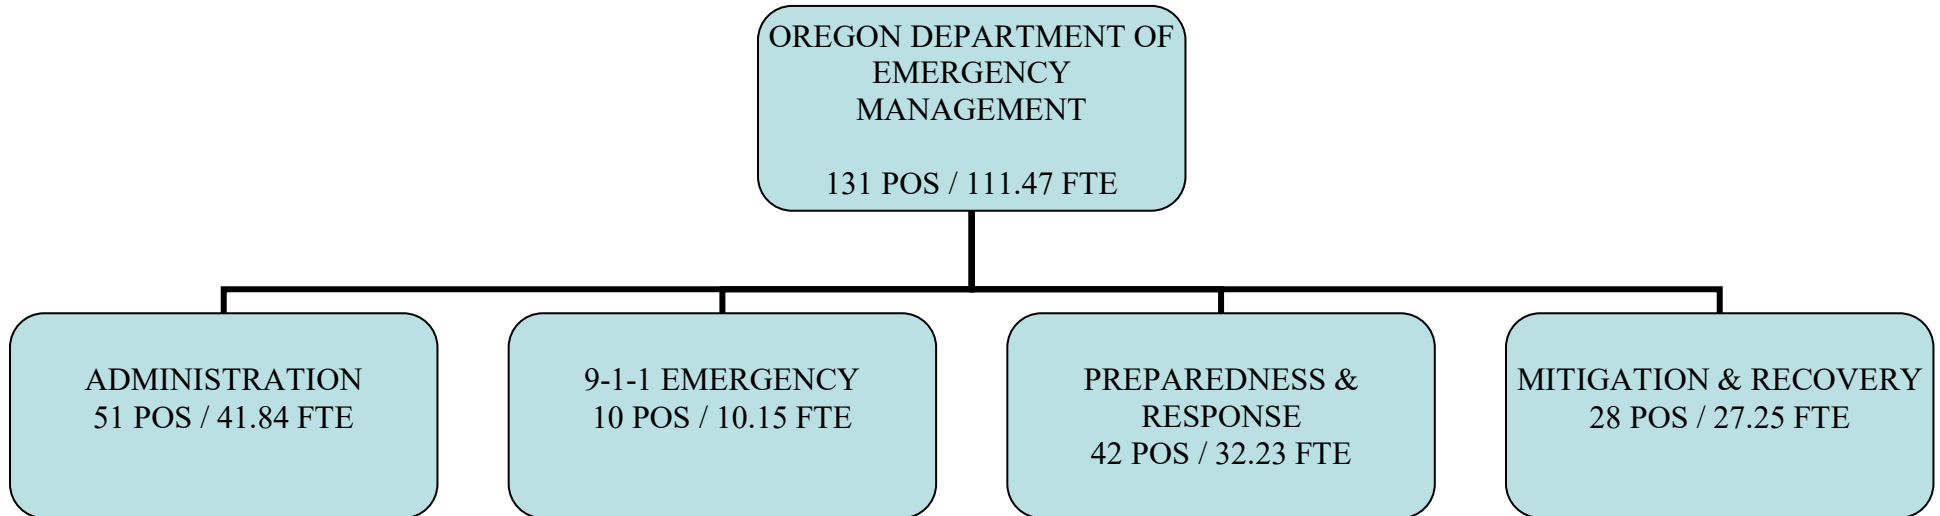 OREGON DEPARTMENT OF
EMERGENCY
MANAGEMENT
131 POS / 111.47 FTE
ADMINISTRATION
51 POS / 41.84 FTE
9-1-1 EMERGENCY
10 POS / 10.15 FTE
PREPAREDNESS &
RESPONSE
42 POS / 32.23 FTE
MITIGATION & RECOVERY
28 POS / 27.25 FTE